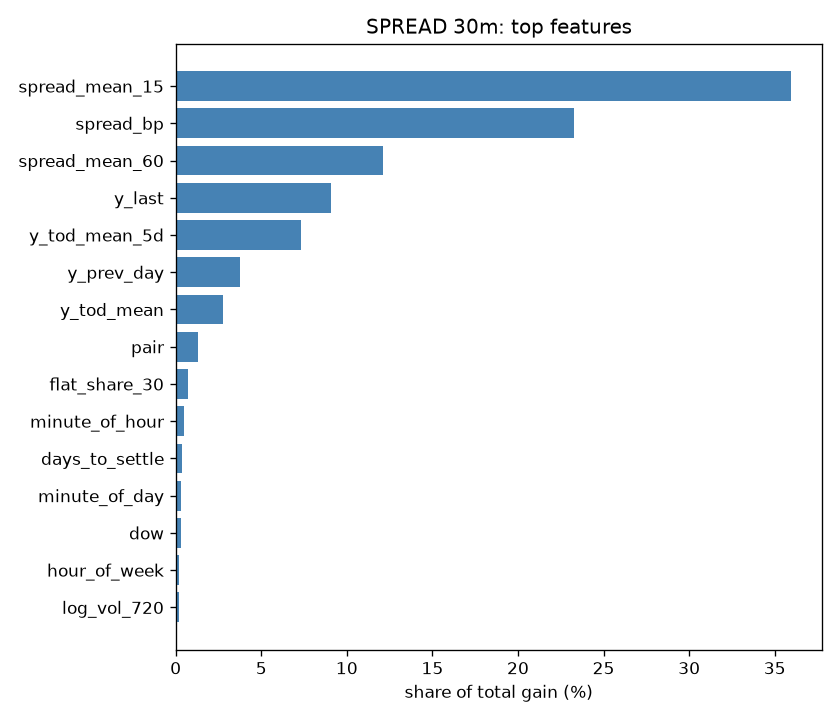 SPREAD 30m: top features
spread_mean_15
spread_bp
spread_mean_60
y_last
y_tod_mean_5d
y_prev_day
y_tod_mean
pair
flat_share_30
minute_of_hour
days_to_settle
minute_of_day
dow
hour_of_week
log_vol_720
0 5 10 15 20 25 30 35
share of total gain (%)